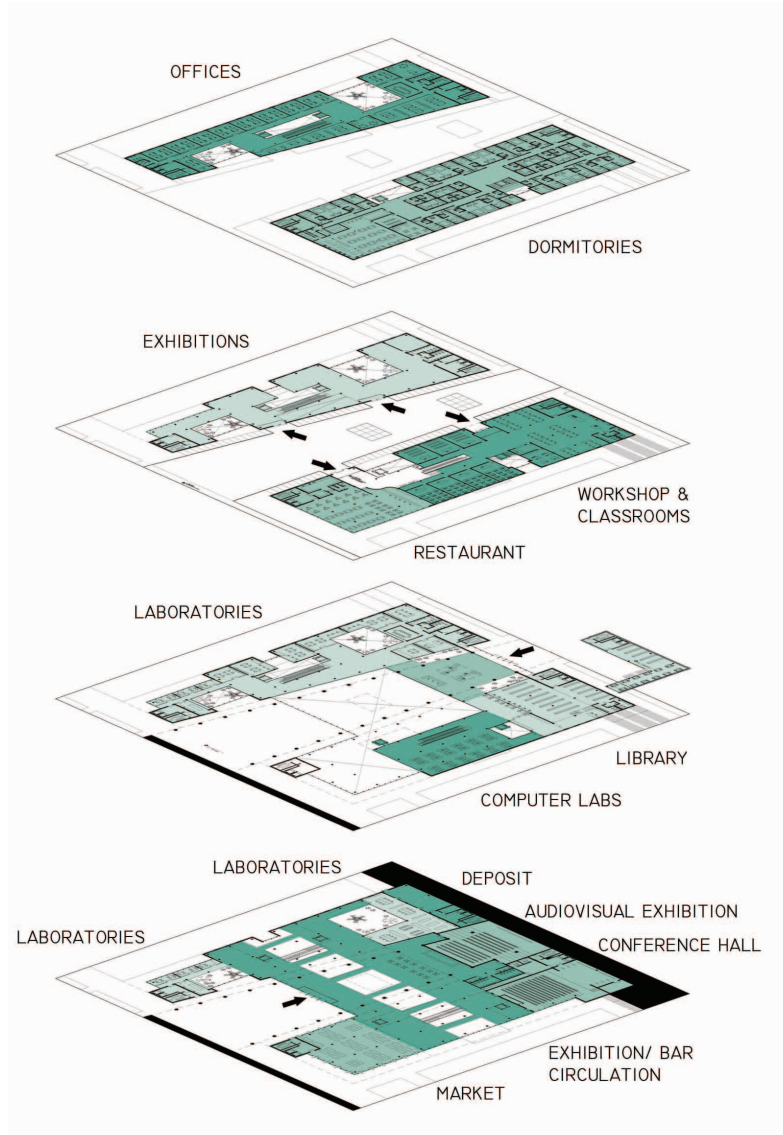 OFFICES
DORMITORIES
EXHIBITIONS
WORKSHOP &
CLASSROOMS
RESTAURANT
LABORATORIES
LIBRARY
COMPUTER LABS
LABORATORIES
DEPOSIT
AUDIOVISUAL EXHIBITION
LABORATORIES
CONFERENCE HALL
EXHIBITION/ BAR
CIRCULATION
MARKET